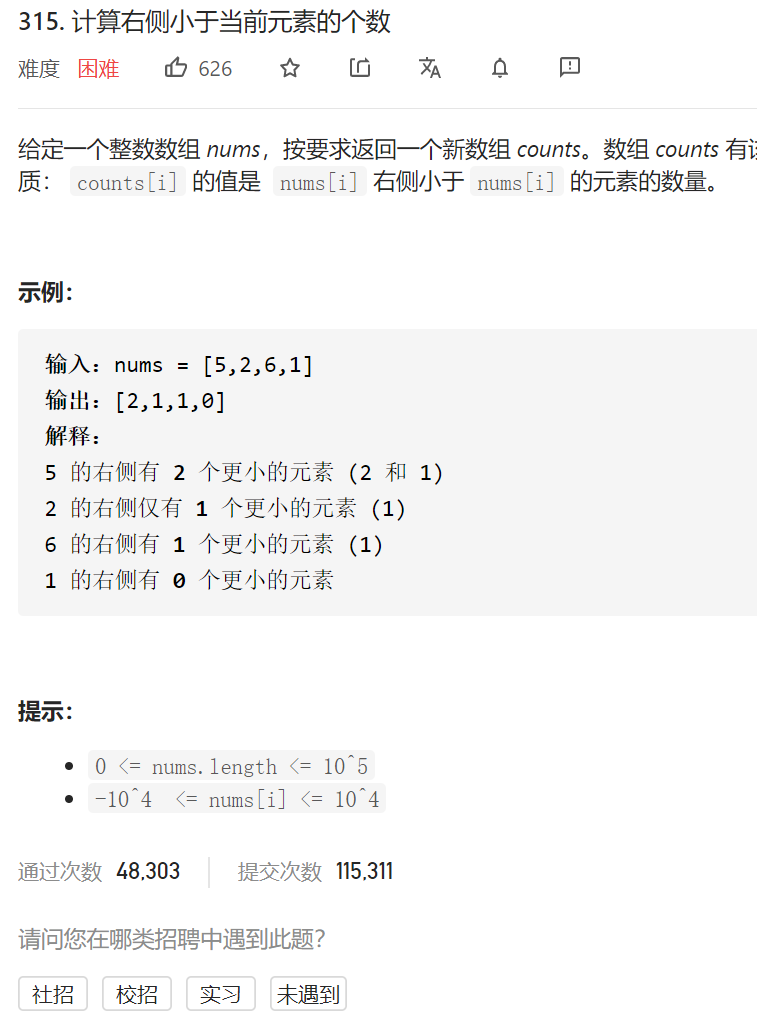 315. 计算右侧小于当前元素的个数
难度 困难 626
给定一个整数数组 nums，按要求返回一个新数组 counts。数组 counts 有
质： counts[i] 的值是 nums[i] 右侧小于 nums[i] 的元素的数量。
示例：
输入：nums = [5,2,6,1]
输出：[2,1,1,0]
解释：
5 的右侧有 2 个更小的元素 (2 和 1)
2 的右侧仅有 1 个更小的元素 (1)
6 的右侧有 1 个更小的元素 (1)
1 的右侧有 0 个更小的元素
提示：
0 <= nums.length <= 10^5
-10^4 <= nums[i] <= 10^4
通过次数 48,303 提交次数 115,311
请问您在哪类招聘中遇到此题？
社招 校招 实习 未遇到